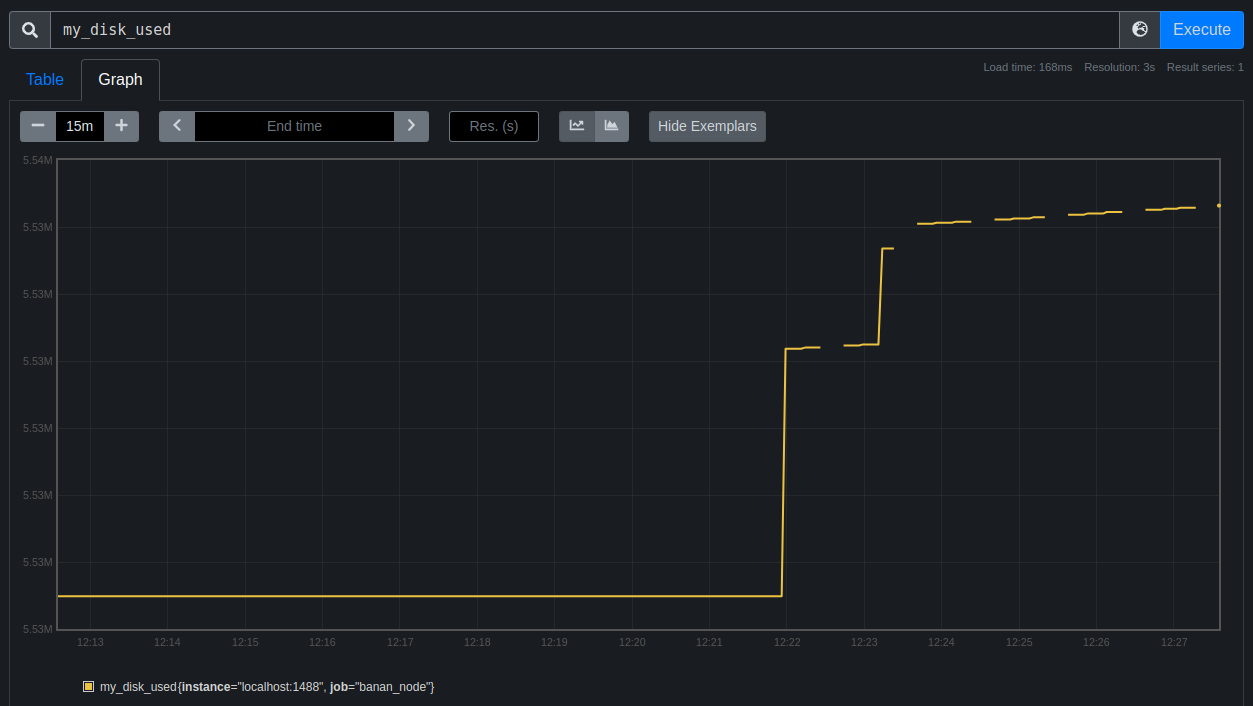 my_disk_used
Execute
Load time: 168ms Resolution: 3s Result series: 1
Table Graph
15m End time Res. (s) Hide Exemplars
5.54M
5.53M
5.53M
5.53M
5.53M
5.53M
5.53M
5.53M
12:13 12:14 12:15 12:16 12:17 12:18 12:19 12:20 12:21 12:22 12:23 12:24 12:25 12:26 12:27
my_disk_used{instance="localhost:1488", job="banan_node"}